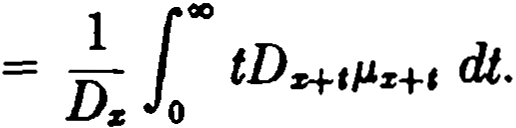 $= \frac{1}{D_x} \int_0^\infty t D_{x+t} \mu_{x+t} \, dt.$